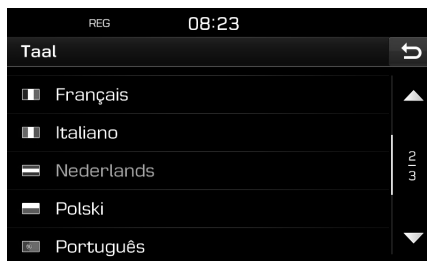 REG 08:23
Taal
Français
Italiano
Nederlands
2
3
Polski
Português